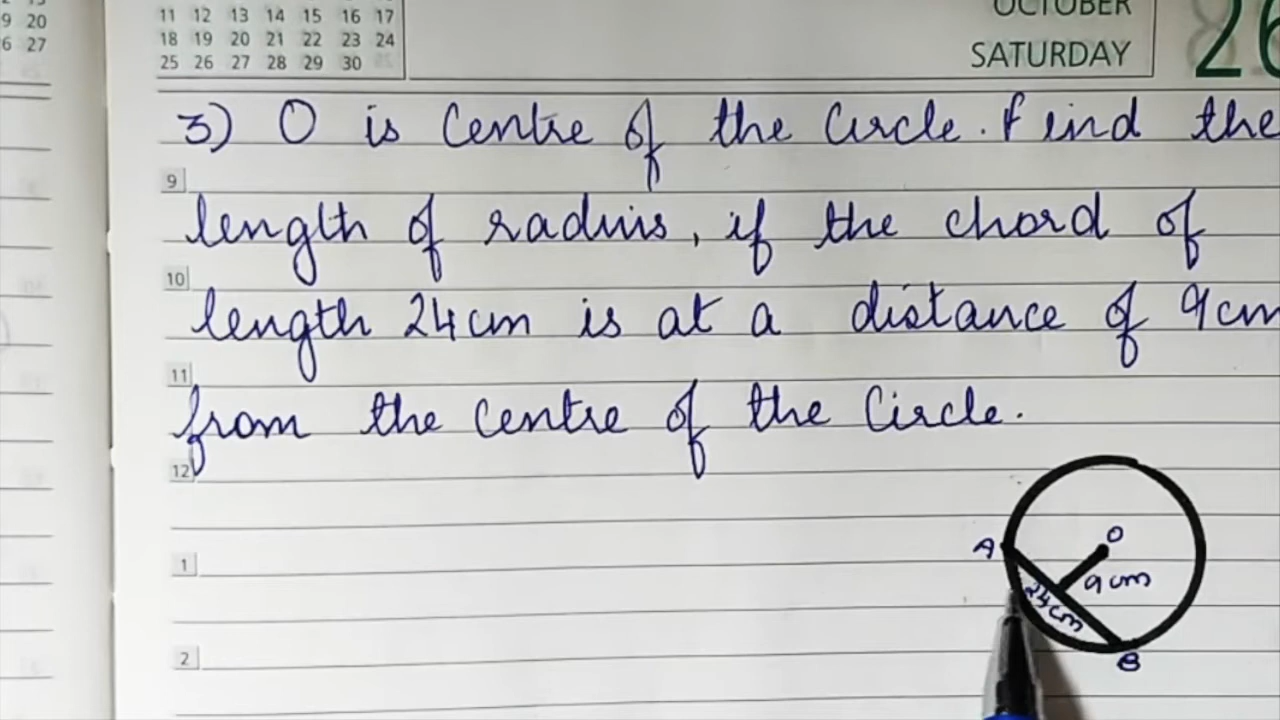 9 20
6 27
11 12 13 14 15 16 17
18 19 20 21 22 23 24
25 26 27 28 29 30
OCTOBER
SATURDAY
26
3) O is Centre of the Circle. Find the
9
length of radius, if the chord of
10
length 24cm is at a distance of 9cm
11
from the centre of the Circle.
12
1
2
A
O
9cm
24cm
B